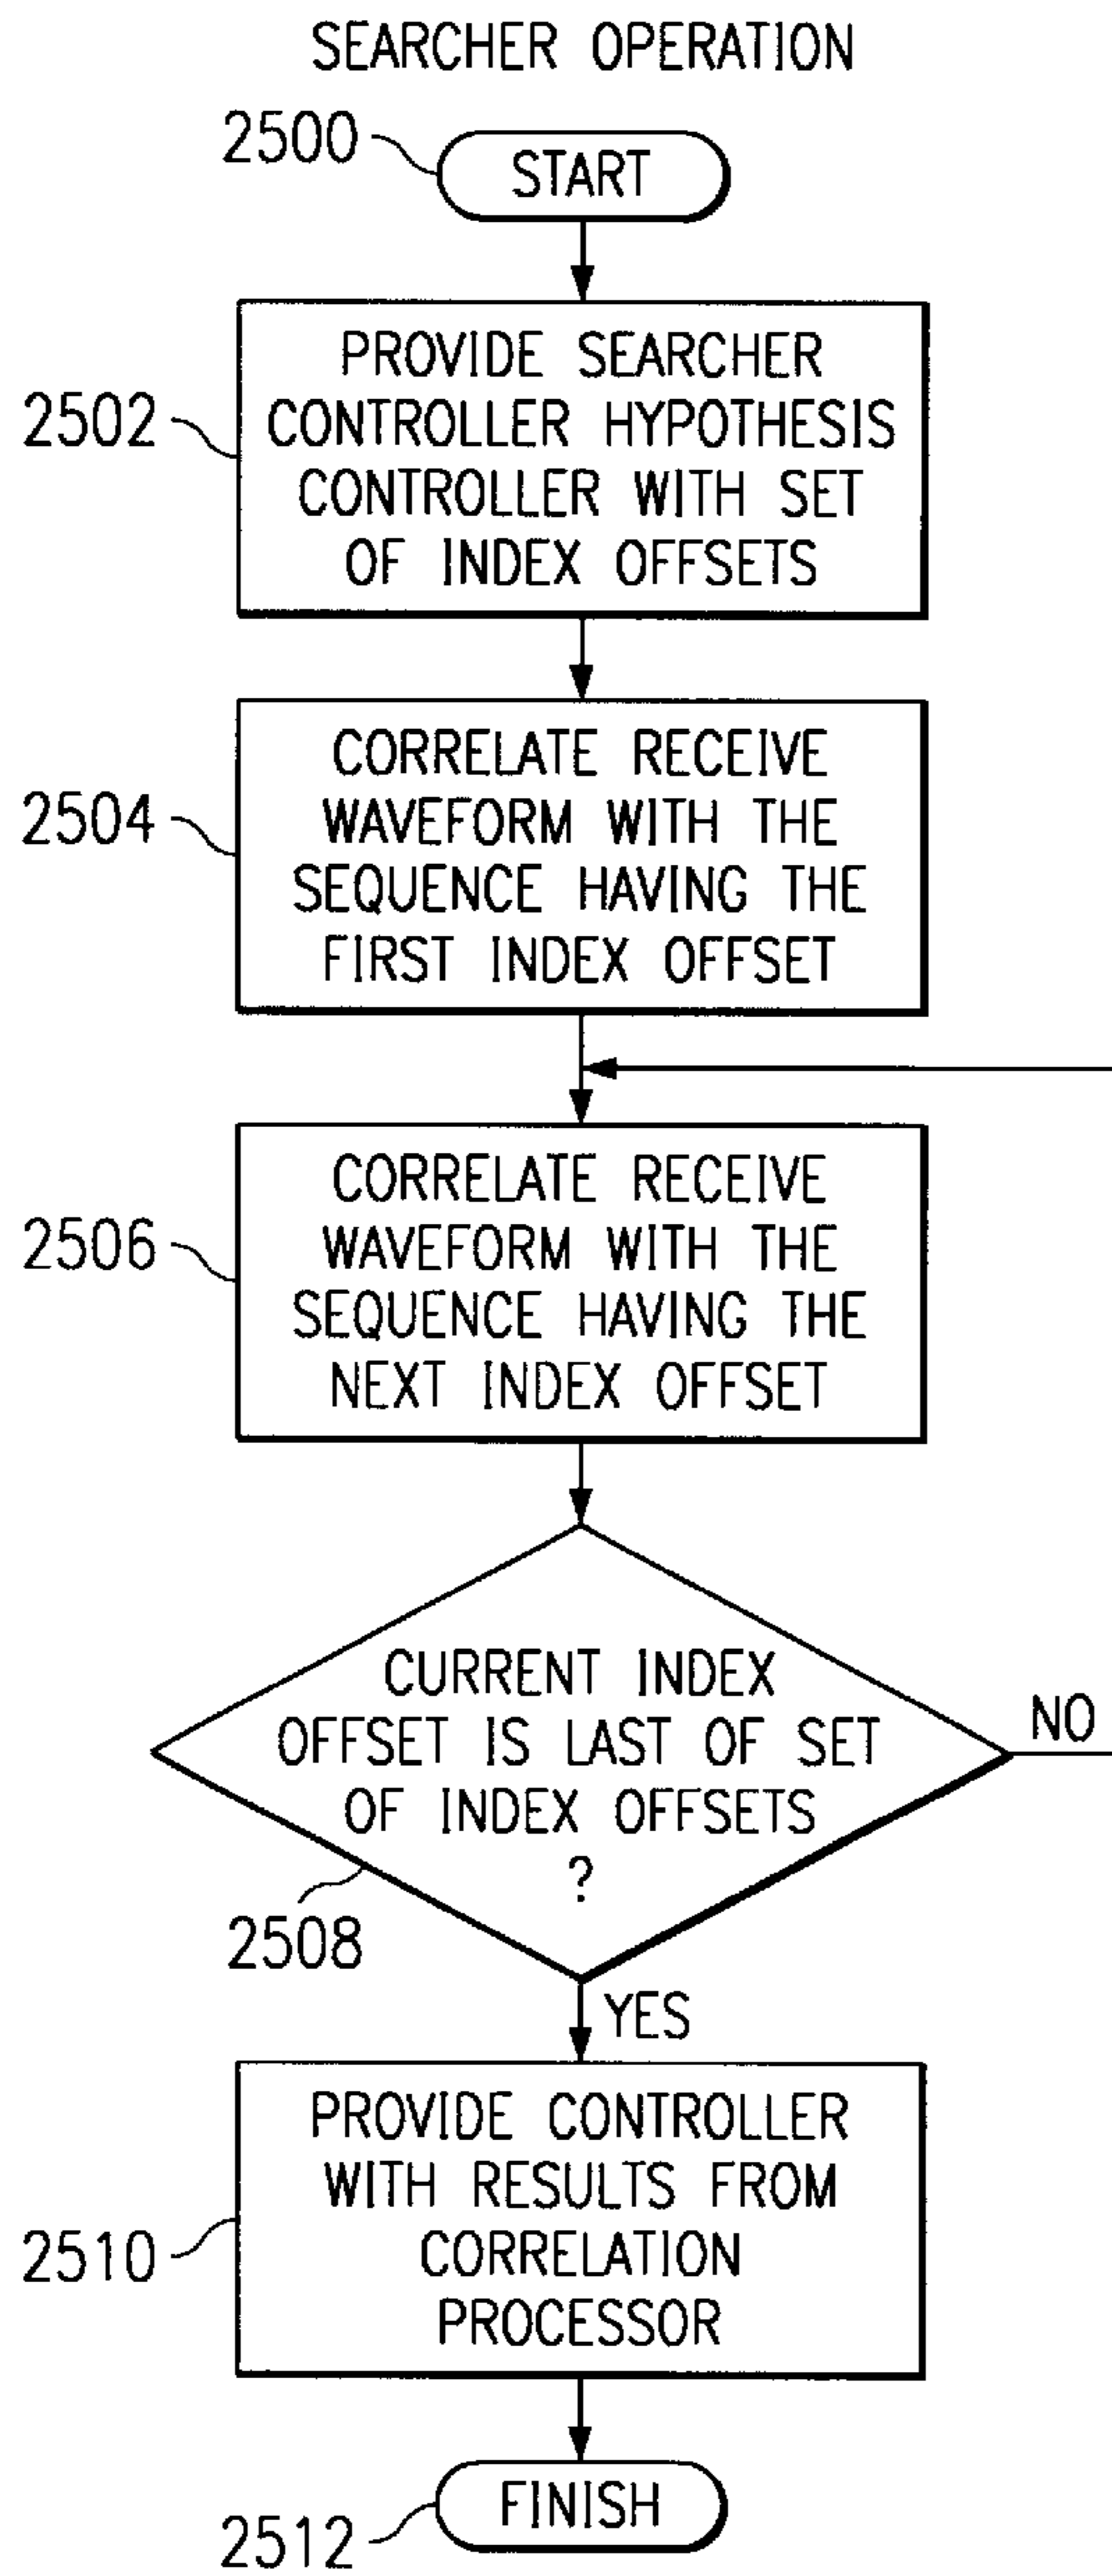 SEARCHER OPERATION
2500
START
2502
PROVIDE SEARCHER
CONTROLLER HYPOTHESIS
CONTROLLER WITH SET
OF INDEX OFFSETS
2504
CORRELATE RECEIVE
WAVEFORM WITH THE
SEQUENCE HAVING THE
FIRST INDEX OFFSET
2506
CORRELATE RECEIVE
WAVEFORM WITH THE
SEQUENCE HAVING THE
NEXT INDEX OFFSET
CURRENT INDEX
OFFSET IS LAST OF SET
OF INDEX OFFSETS
?
NO
2508
YES
2510
PROVIDE CONTROLLER
WITH RESULTS FROM
CORRELATION
PROCESSOR
2512
FINISH